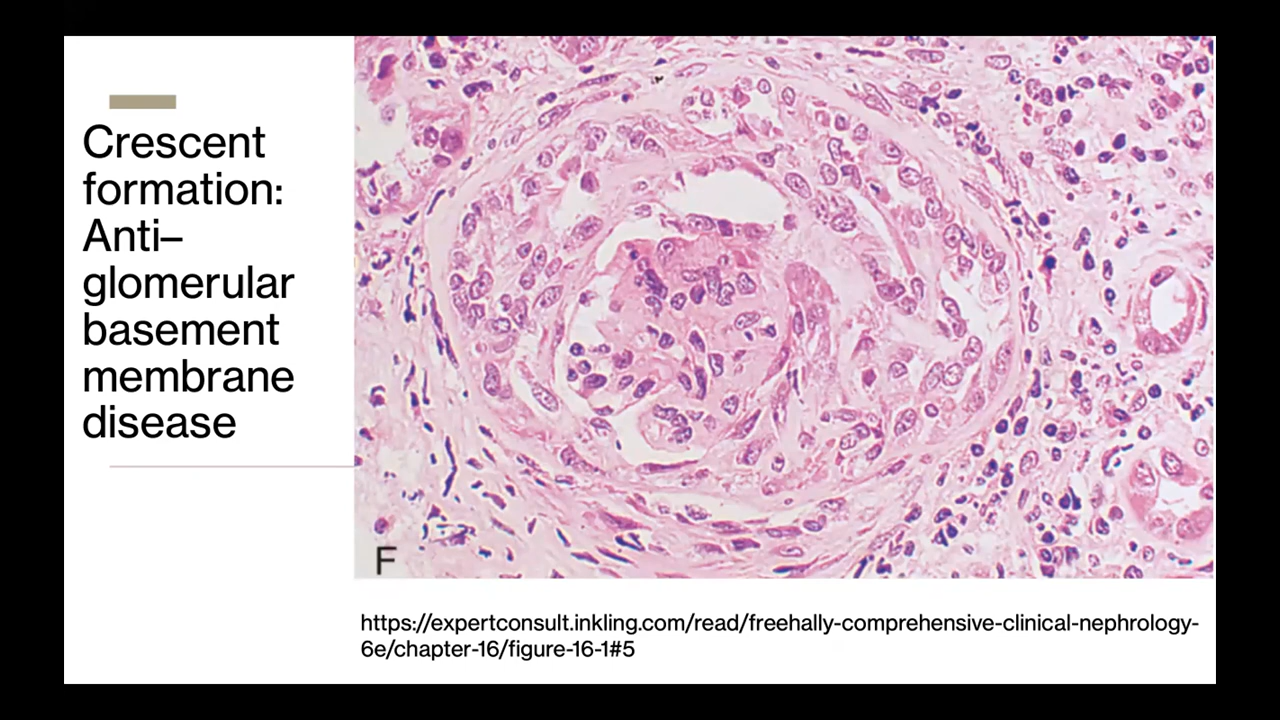 Crescent
formation:
Anti–
glomerular
basement
membrane
disease
F
https://expertconsult.inkling.com/read/freehally-comprehensive-clinical-nephrology-
6e/chapter-16/figure-16-1#5